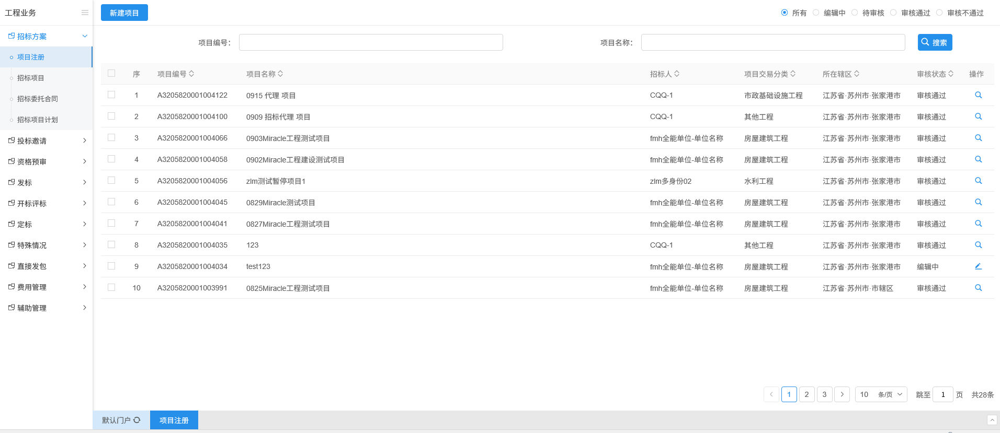 工程业务
新建项目
所有 编辑中 待审核 审核通过 审核不通过
招标方案
项目注册
招标项目
招标委托合同
招标项目计划
投标邀请
资格预审
发标
开标评标
定标
特殊情况
直接发包
费用管理
辅助管理
项目编号：
项目名称：
搜索
序 项目编号 项目名称 招标人 项目交易分类 所在辖区 审核状态 操作
1 A3205820001004122 0915 代理 项目 CQQ-1 市政基础设施工程 江苏省·苏州市·张家港市 审核通过
2 A3205820001004100 0909 招标代理 项目 CQQ-1 其他工程 江苏省·苏州市·张家港市 审核通过
3 A3205820001004066 0903Miracle工程测试项目 fmh全能单位-单位名称 房屋建筑工程 江苏省·苏州市·张家港市 审核通过
4 A3205820001004058 0902Miracle工程建设测试项目 fmh全能单位-单位名称 房屋建筑工程 江苏省·苏州市·张家港市 审核通过
5 A3205820001004056 zlm测试暂停项目1 zlm多身份02 水利工程 江苏省·苏州市·张家港市 审核通过
6 A3205820001004045 0829Miracle测试项目 fmh全能单位-单位名称 房屋建筑工程 江苏省·苏州市·张家港市 审核通过
7 A3205820001004041 0827Miracle工程测试项目 fmh全能单位-单位名称 房屋建筑工程 江苏省·苏州市·张家港市 审核通过
8 A3205820001004035 123 CQQ-1 其他工程 江苏省·苏州市·张家港市 审核通过
9 A3205820001004034 test123 fmh全能单位-单位名称 房屋建筑工程 江苏省·苏州市·张家港市 编辑中
10 A3205820001003991 0825Miracle工程测试项目 fmh全能单位-单位名称 房屋建筑工程 江苏省·苏州市·市辖区 审核通过
1 2 3 10 条/页 跳至 1 页 共28条
默认门户 项目注册